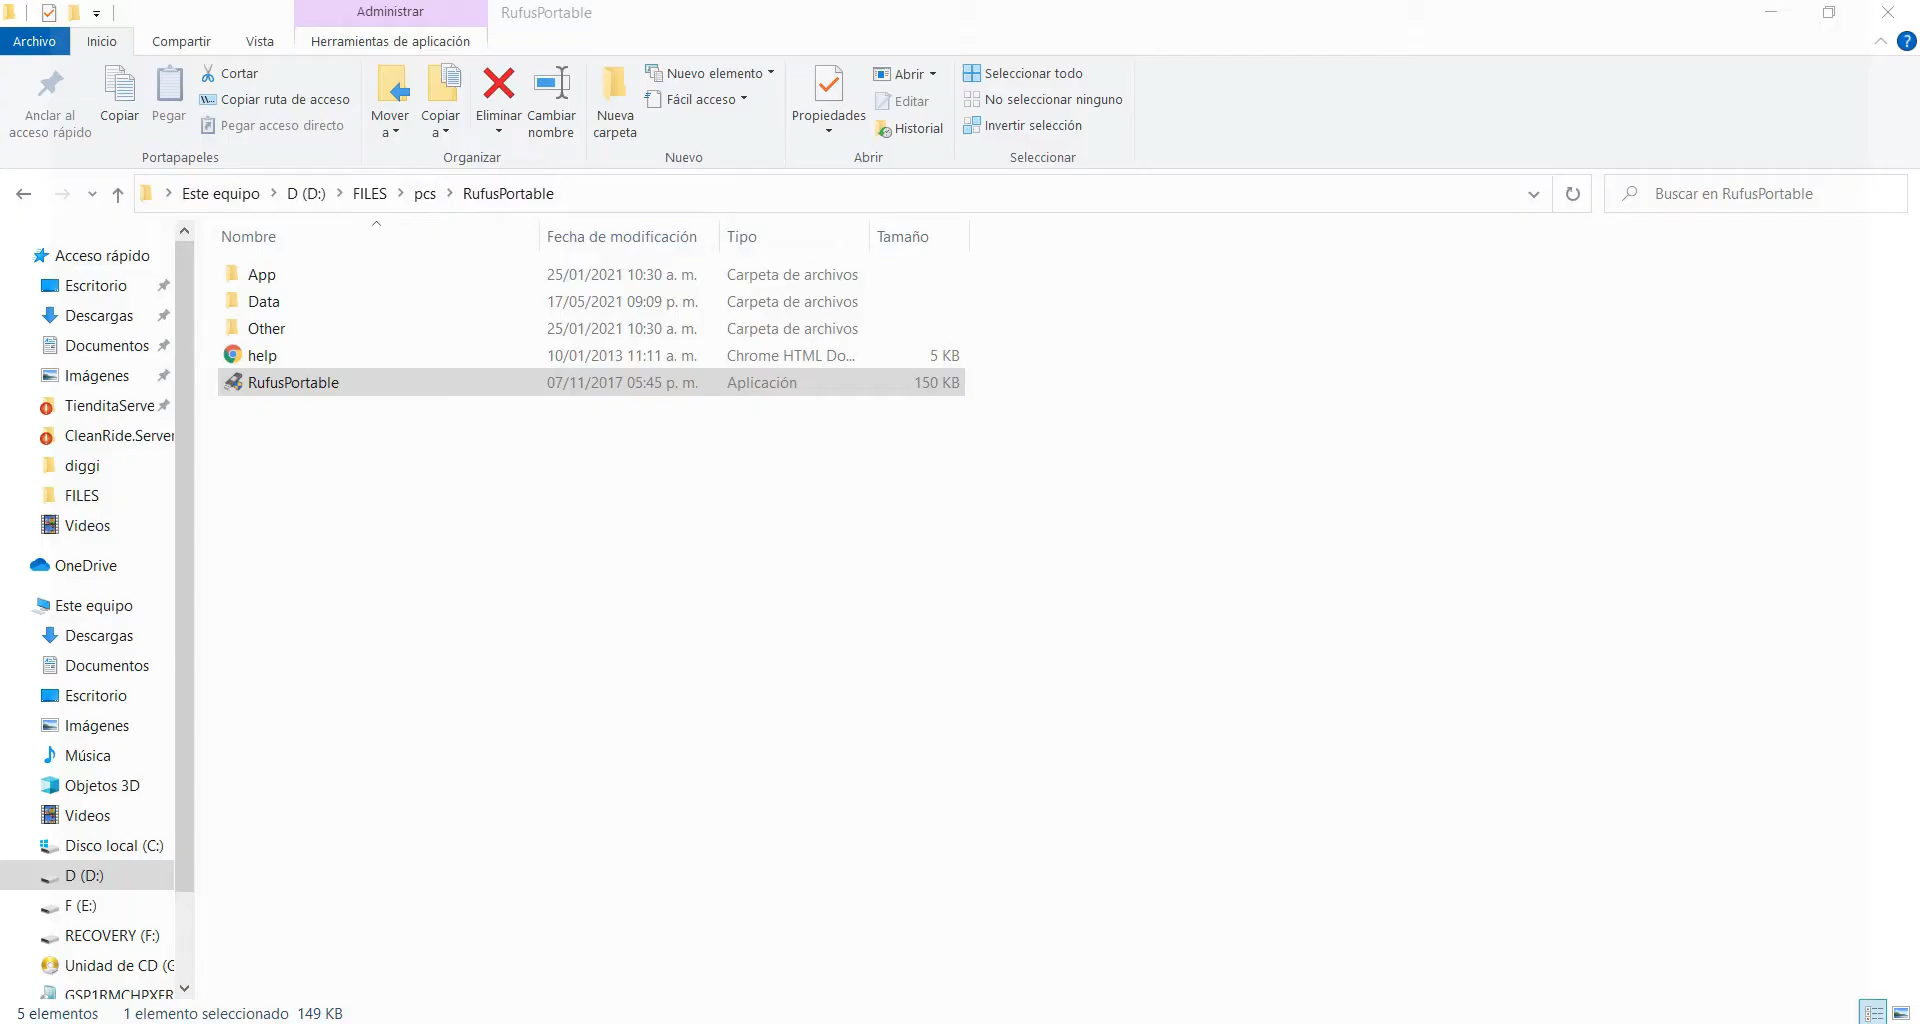 Administrar
RufusPortable
Archivo
Inicio
Compartir
Vista
Herramientas de aplicación
Anclar al
acceso rápido
Copiar
Pegar
Cortar
Copiar ruta de acceso
Pegar acceso directo
Portapapeles
Mover
a
Copiar
a
Eliminar
Cambiar
nombre
Organizar
Nueva
carpeta
Nuevo elemento
Fácil acceso
Nuevo
Propiedades
Abrir
Editar
Historial
Abrir
Seleccionar todo
No seleccionar ninguno
Invertir selección
Seleccionar
Este equipo > D (D:) > FILES > pcs > RufusPortable
Buscar en RufusPortable
Acceso rápido
Escritorio
Descargas
Documentos
Imágenes
TienditaServe
CleanRide.Server
diggi
FILES
Videos
OneDrive
Este equipo
Descargas
Documentos
Escritorio
Imágenes
Música
Objetos 3D
Videos
Disco local (C:)
D (D:)
F (E:)
RECOVERY (F:)
Unidad de CD (G
GSP1RMCHPXFR
Nombre Fecha de modificación Tipo Tamaño
App 25/01/2021 10:30 a. m. Carpeta de archivos
Data 17/05/2021 09:09 p. m. Carpeta de archivos
Other 25/01/2021 10:30 a. m. Carpeta de archivos
help 10/01/2013 11:11 a. m. Chrome HTML Do... 5 KB
RufusPortable 07/11/2017 05:45 p. m. Aplicación 150 KB
5 elementos 1 elemento seleccionado 149 KB